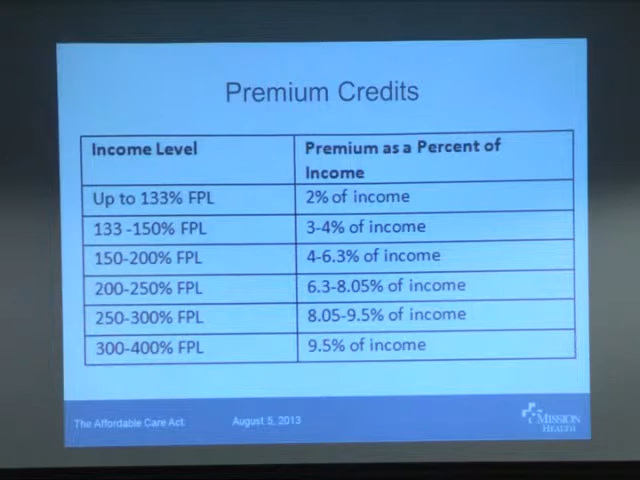 Premium Credits
Income Level
Premium as a Percent of
Income
Up to 133% FPL
2% of income
133 -150% FPL
3-4% of income
150-200% FPL
4-6.3% of income
200-250% FPL
6.3-8.05% of income
250-300% FPL
8.05-9.5% of income
300-400% FPL
9.5% of income
The Affordable Care Act:
August 5, 2013
MISSION
HEALTH